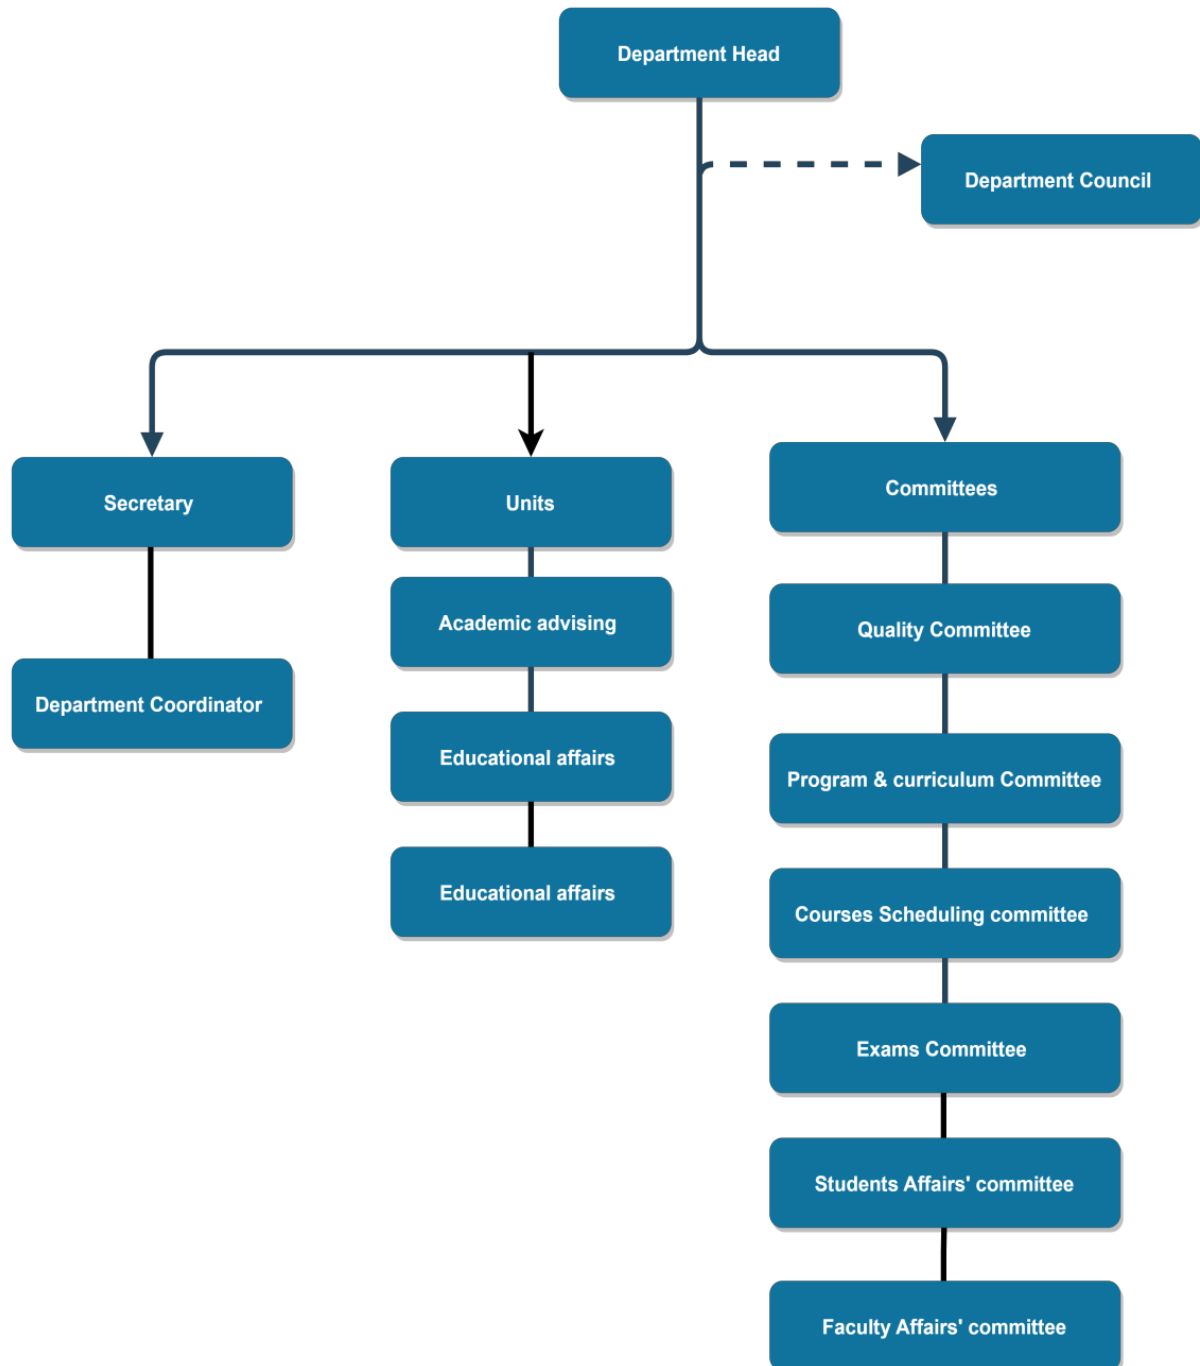 Department Head
Department Council
Secretary
Units
Committees
Academic advising
Quality Committee
Department Coordinator
Educational affairs
Program & curriculum Committee
Educational affairs
Courses Scheduling committee
Exams Committee
Students Affairs' committee
Faculty Affairs' committee